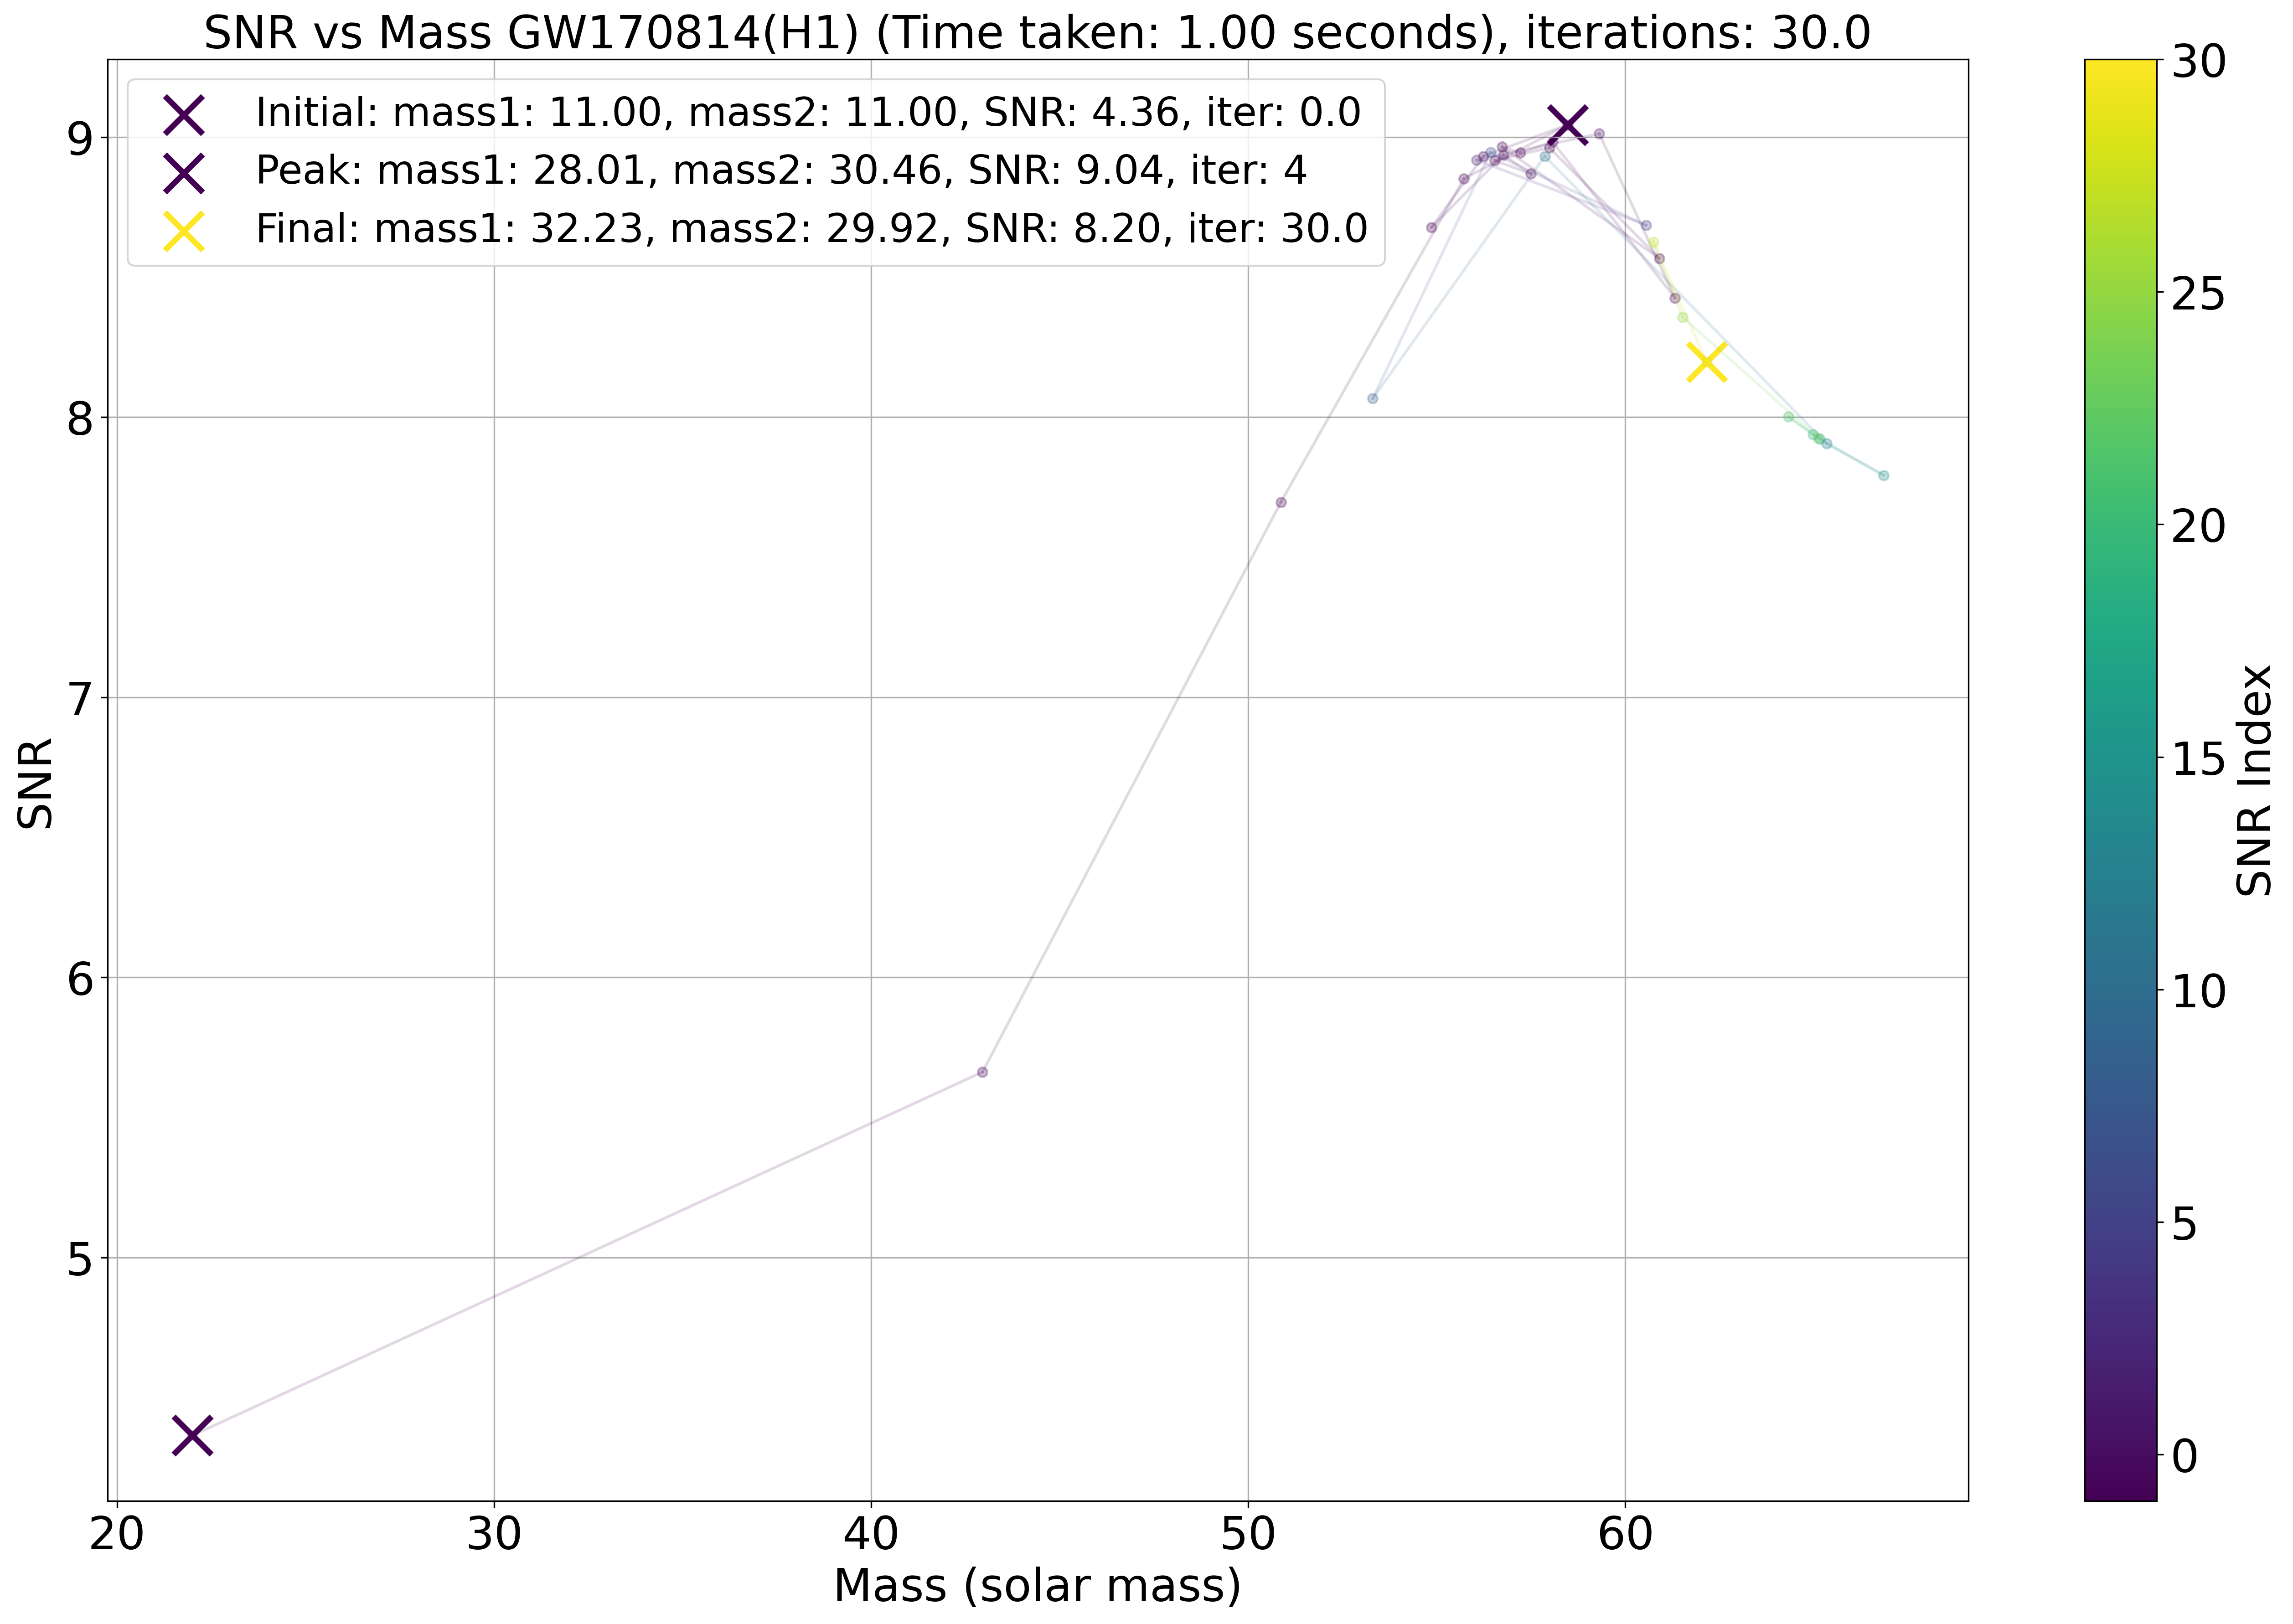 SNR vs Mass GW170814(H1) (Time taken: 1.00 seconds), iterations: 30.0
Initial: mass1: 11.00, mass2: 11.00, SNR: 4.36, iter: 0.0
Peak: mass1: 28.01, mass2: 30.46, SNR: 9.04, iter: 4
Final: mass1: 32.23, mass2: 29.92, SNR: 8.20, iter: 30.0
9
8
7
6
5
SNR
20
30
40
50
60
Mass (solar mass)
30
25
20
15
10
5
0
SNR Index